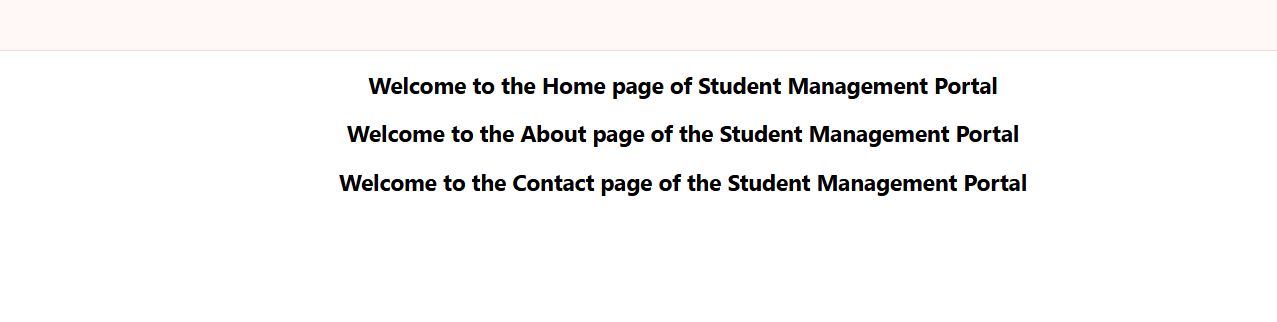 Welcome to the Home page of Student Management Portal
Welcome to the About page of the Student Management Portal
Welcome to the Contact page of the Student Management Portal